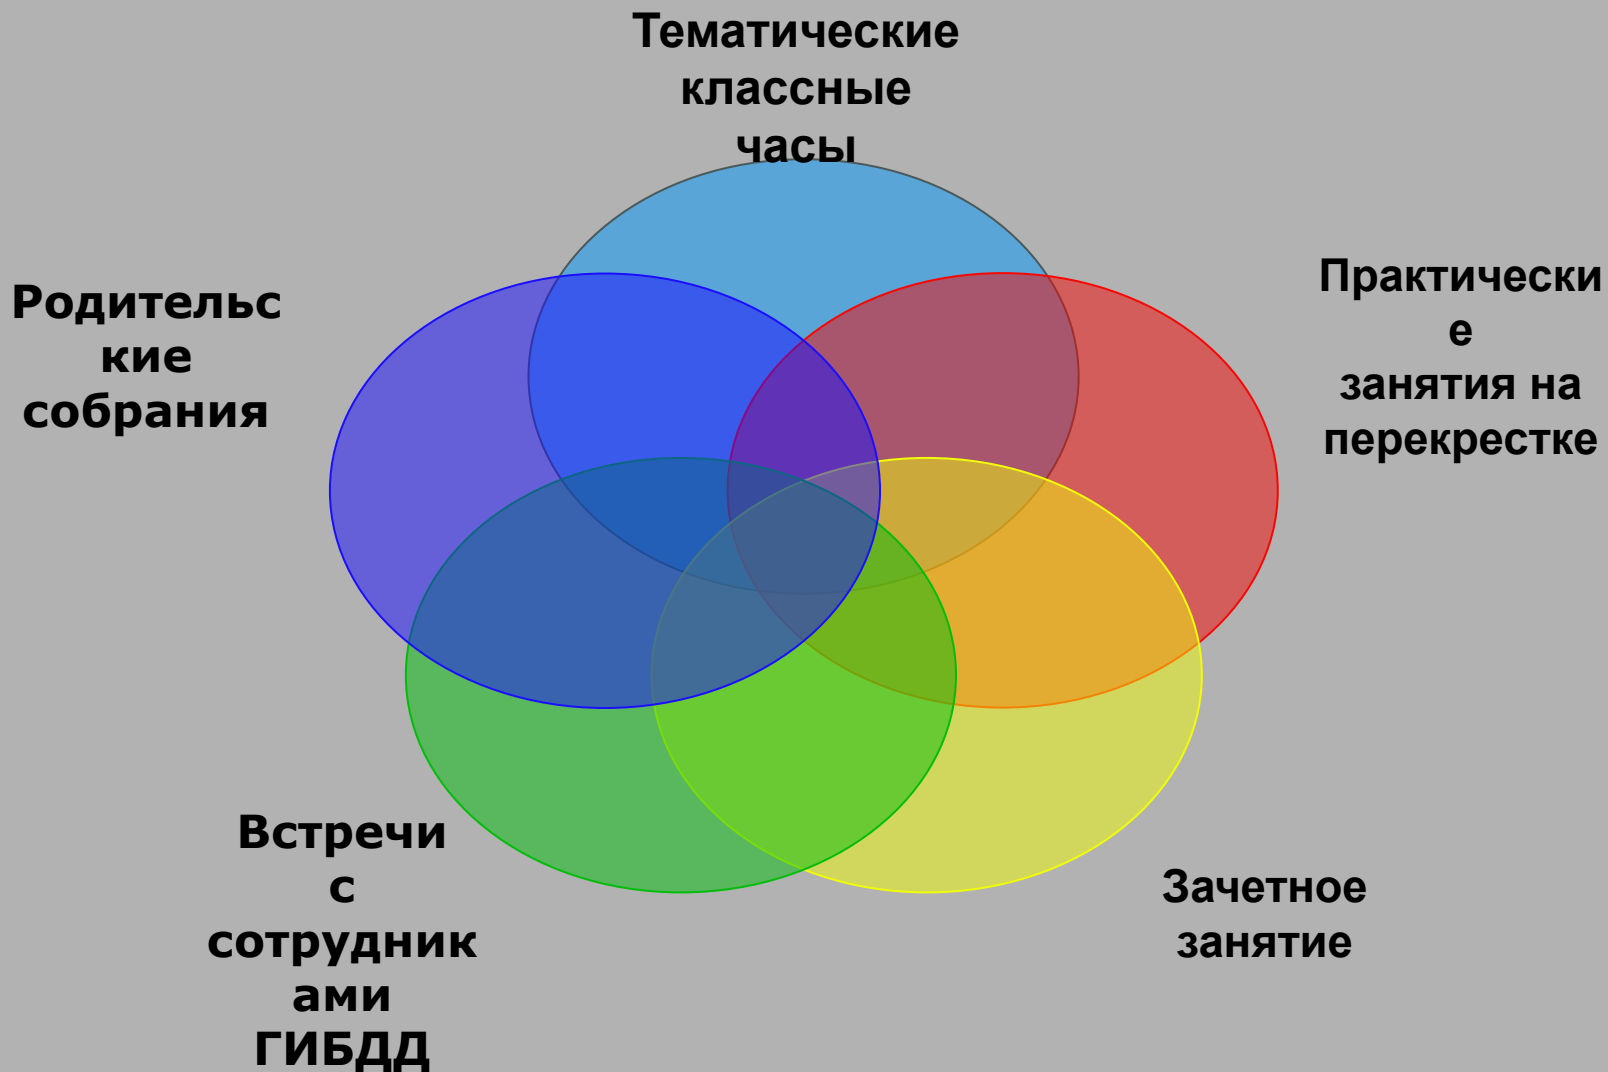 Тематические
классные
часы
Родительс
кие
собрания
Практически
е
занятия на
перекрестке
Встречи
с
сотрудник
ами
ГИБДД
Зачетное
занятие